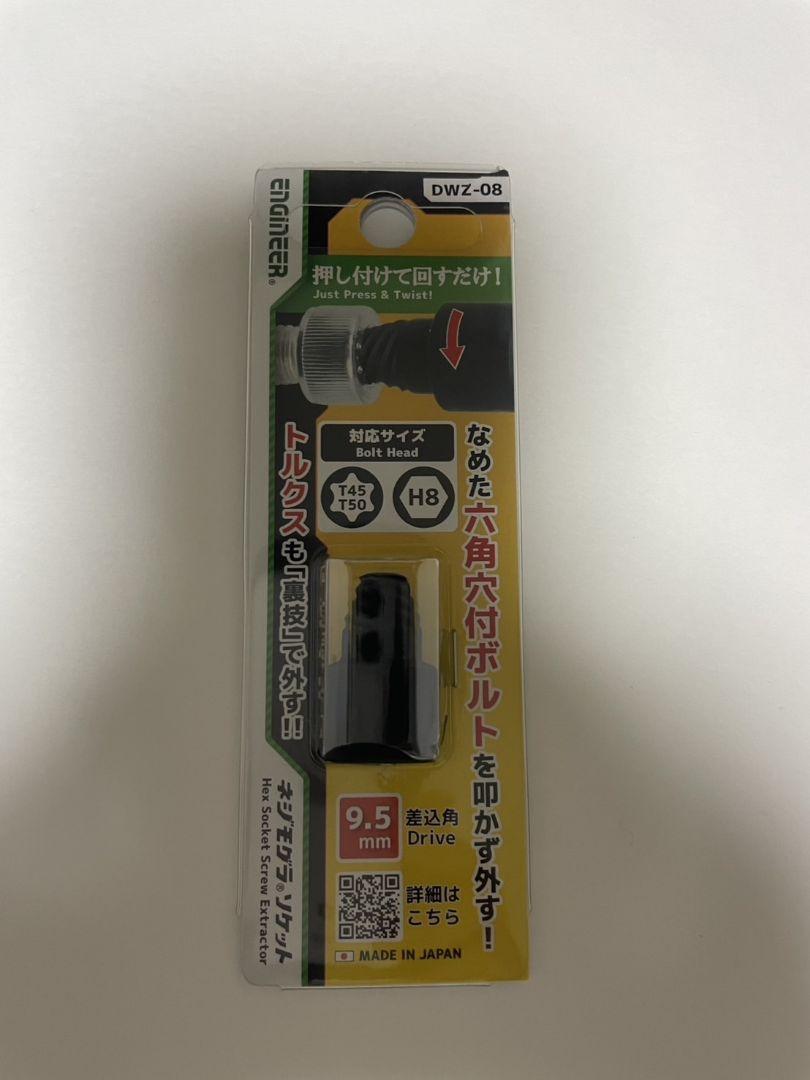 DWZ-08
ENGINEER®
押し付けて回すだけ！
Just Press & Twist!
対応サイズ
Bolt Head
T45
T50
H8
なめた六角穴付ボルトを叩かず外す！
トルクスも「裏技」で外す!!
9.5
mm
差込角
Drive
詳細は
こちら
MADE IN JAPAN
ネジモグラ®ソケット
Hex Socket Screw Extractor